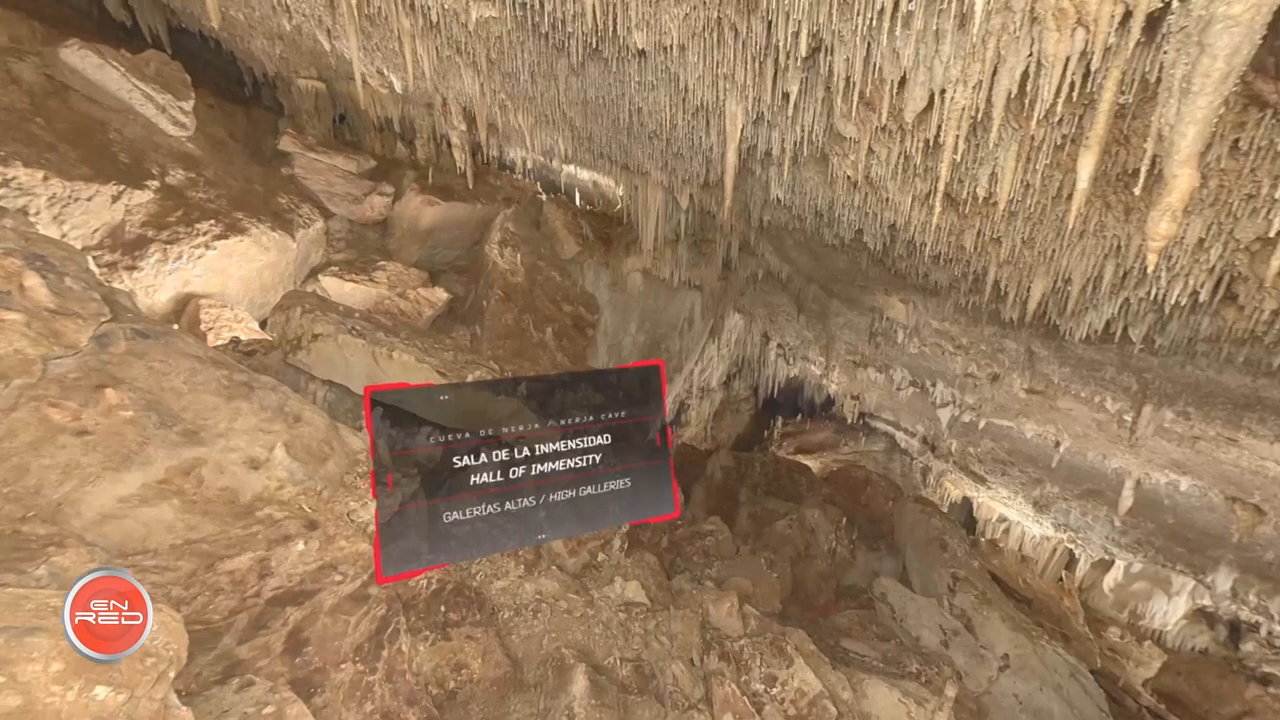 CUEVA DE NERJA / NERJA CAVE
SALA DE LA INMENSIDAD
HALL OF IMMENSITY
GALERÍAS ALTAS / HIGH GALLERIES
EN
RED